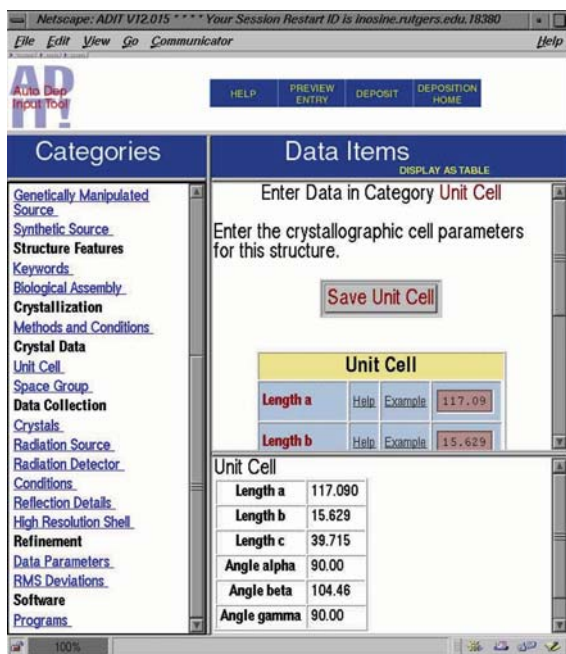 Netscape: ADIT V12.015 * * * * Your Session Restart ID is inosine.rutgers.edu.18380
File Edit View Go Communicator Help
AD
Auto Dep
Input Tool
IT!
HELP
PREVIEW
ENTRY
DEPOSIT
DEPOSITION
HOME
Categories
Genetically Manipulated
Source
Synthetic Source
Structure Features
Keywords
Biological Assembly
Crystallization
Methods and Conditions
Crystal Data
Unit Cell
Space Group
Data Collection
Crystals
Radiation Source
Radiation Detector
Conditions
Reflection Details
High Resolution Shell
Refinement
Data Parameters
RMS Deviations
Software
Programs
Data Items
DISPLAY AS TABLE
Enter Data in Category Unit Cell
Enter the crystallographic cell parameters
for this structure.
Save Unit Cell
Unit Cell
Length a Help Example 117.09
Length b Help Example 15.629
Unit Cell
Length a 117.090
Length b 15.629
Length c 39.715
Angle alpha 90.00
Angle beta 104.46
Angle gamma 90.00
100%